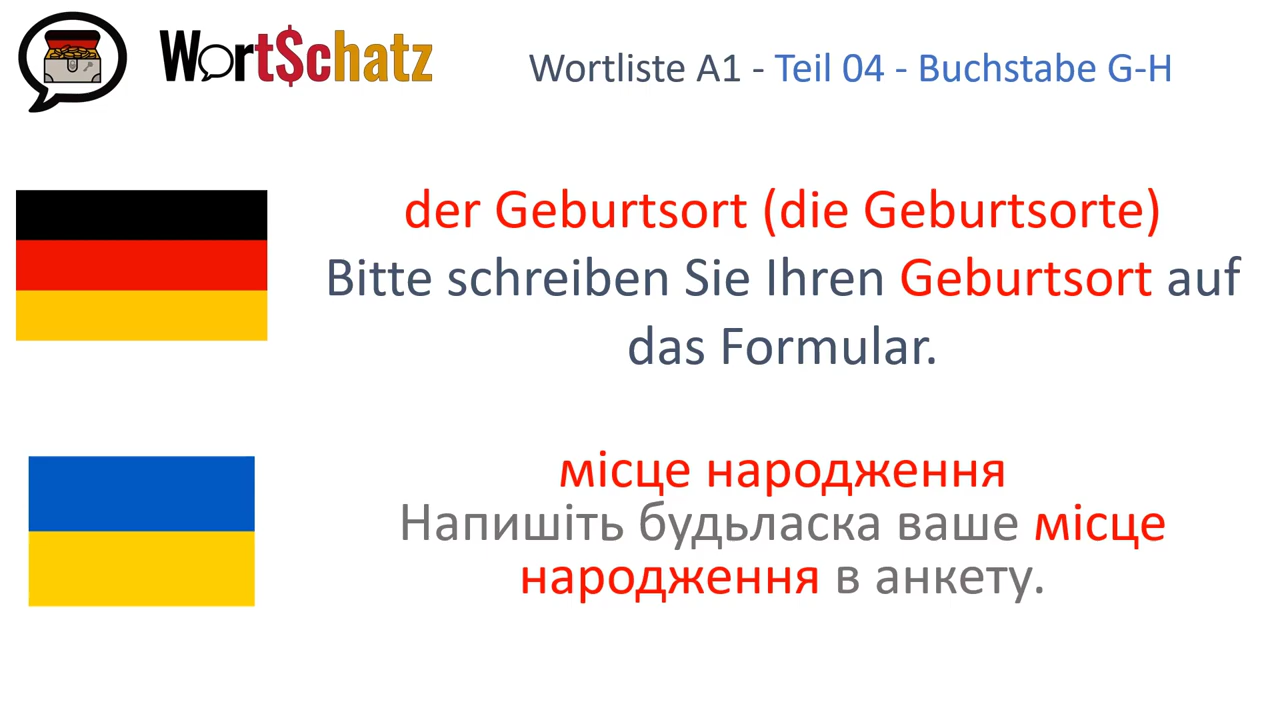 WortSchatz
Wortliste A1 - Teil 04 - Buchstabe G-H
der Geburtsort (die Geburtsorte)
Bitte schreiben Sie Ihren Geburtsort auf
das Formular.
місце народження
Напишіть будьласка ваше місце
народження в анкету.